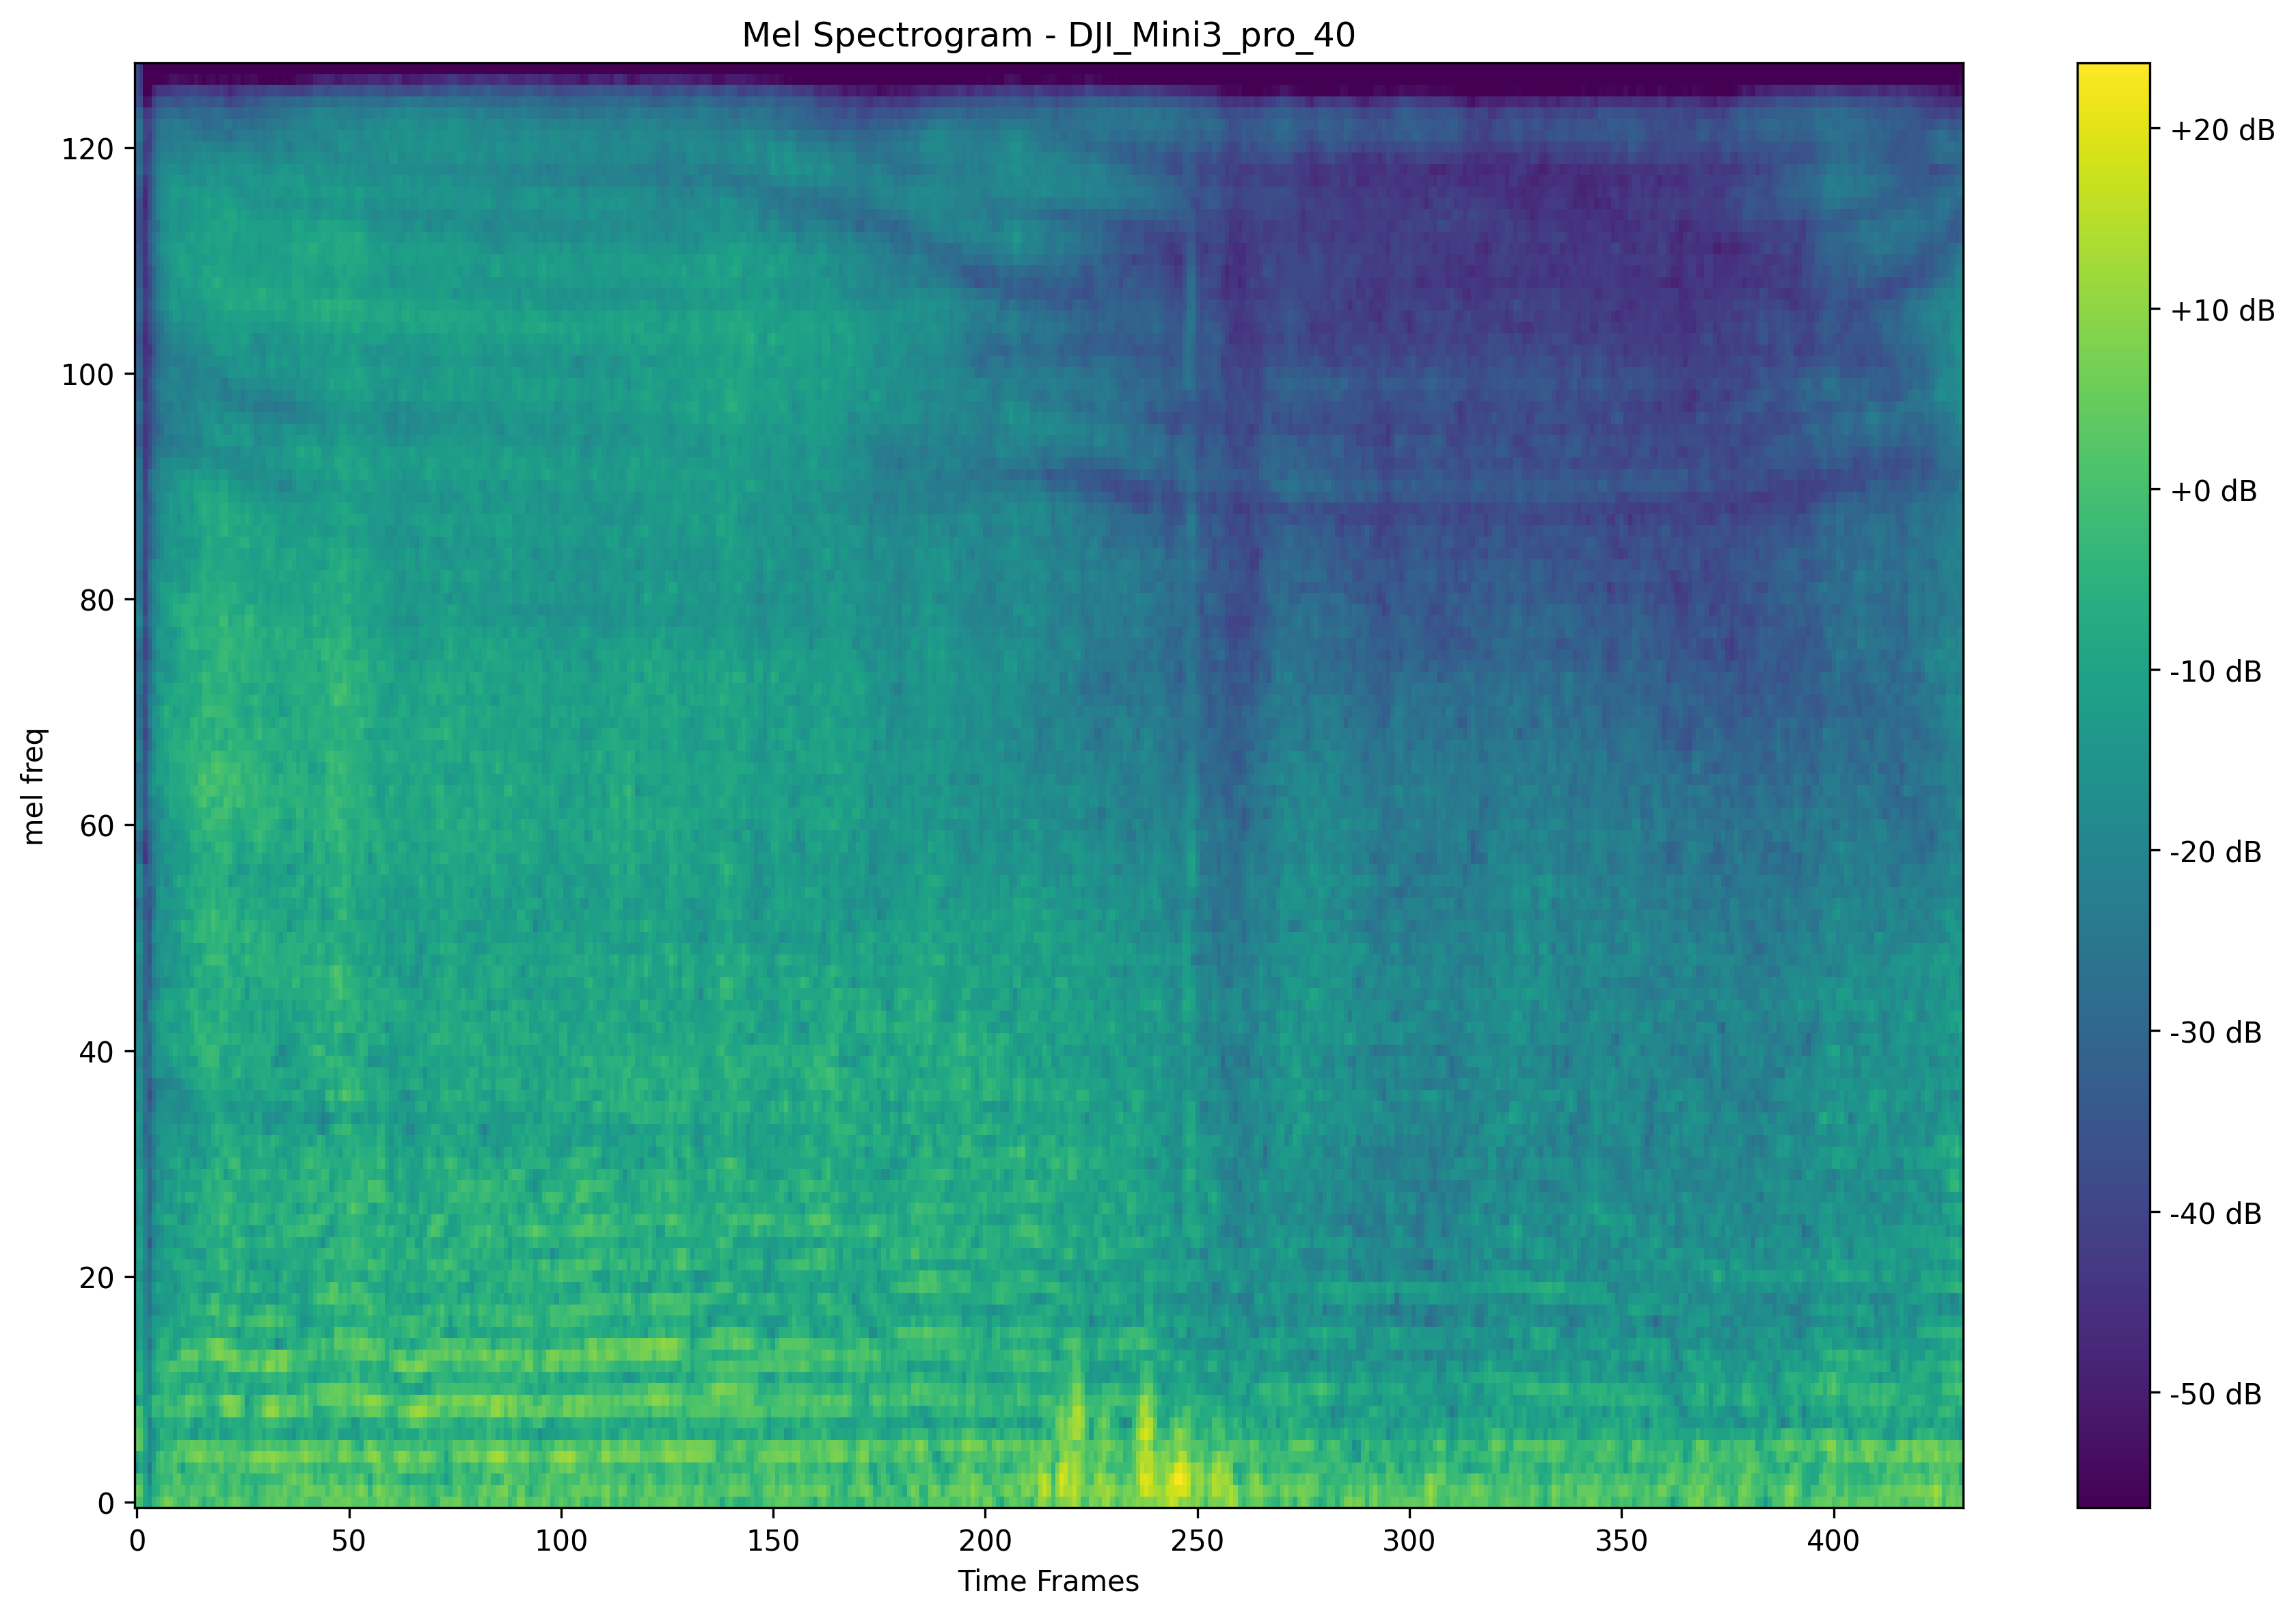 Mel Spectrogram - DJI_Mini3_pro_40
mel freq
120
100
80
60
40
20
0
0 50 100 150 200 250 300 350 400
Time Frames
+20 dB
+10 dB
+0 dB
-10 dB
-20 dB
-30 dB
-40 dB
-50 dB